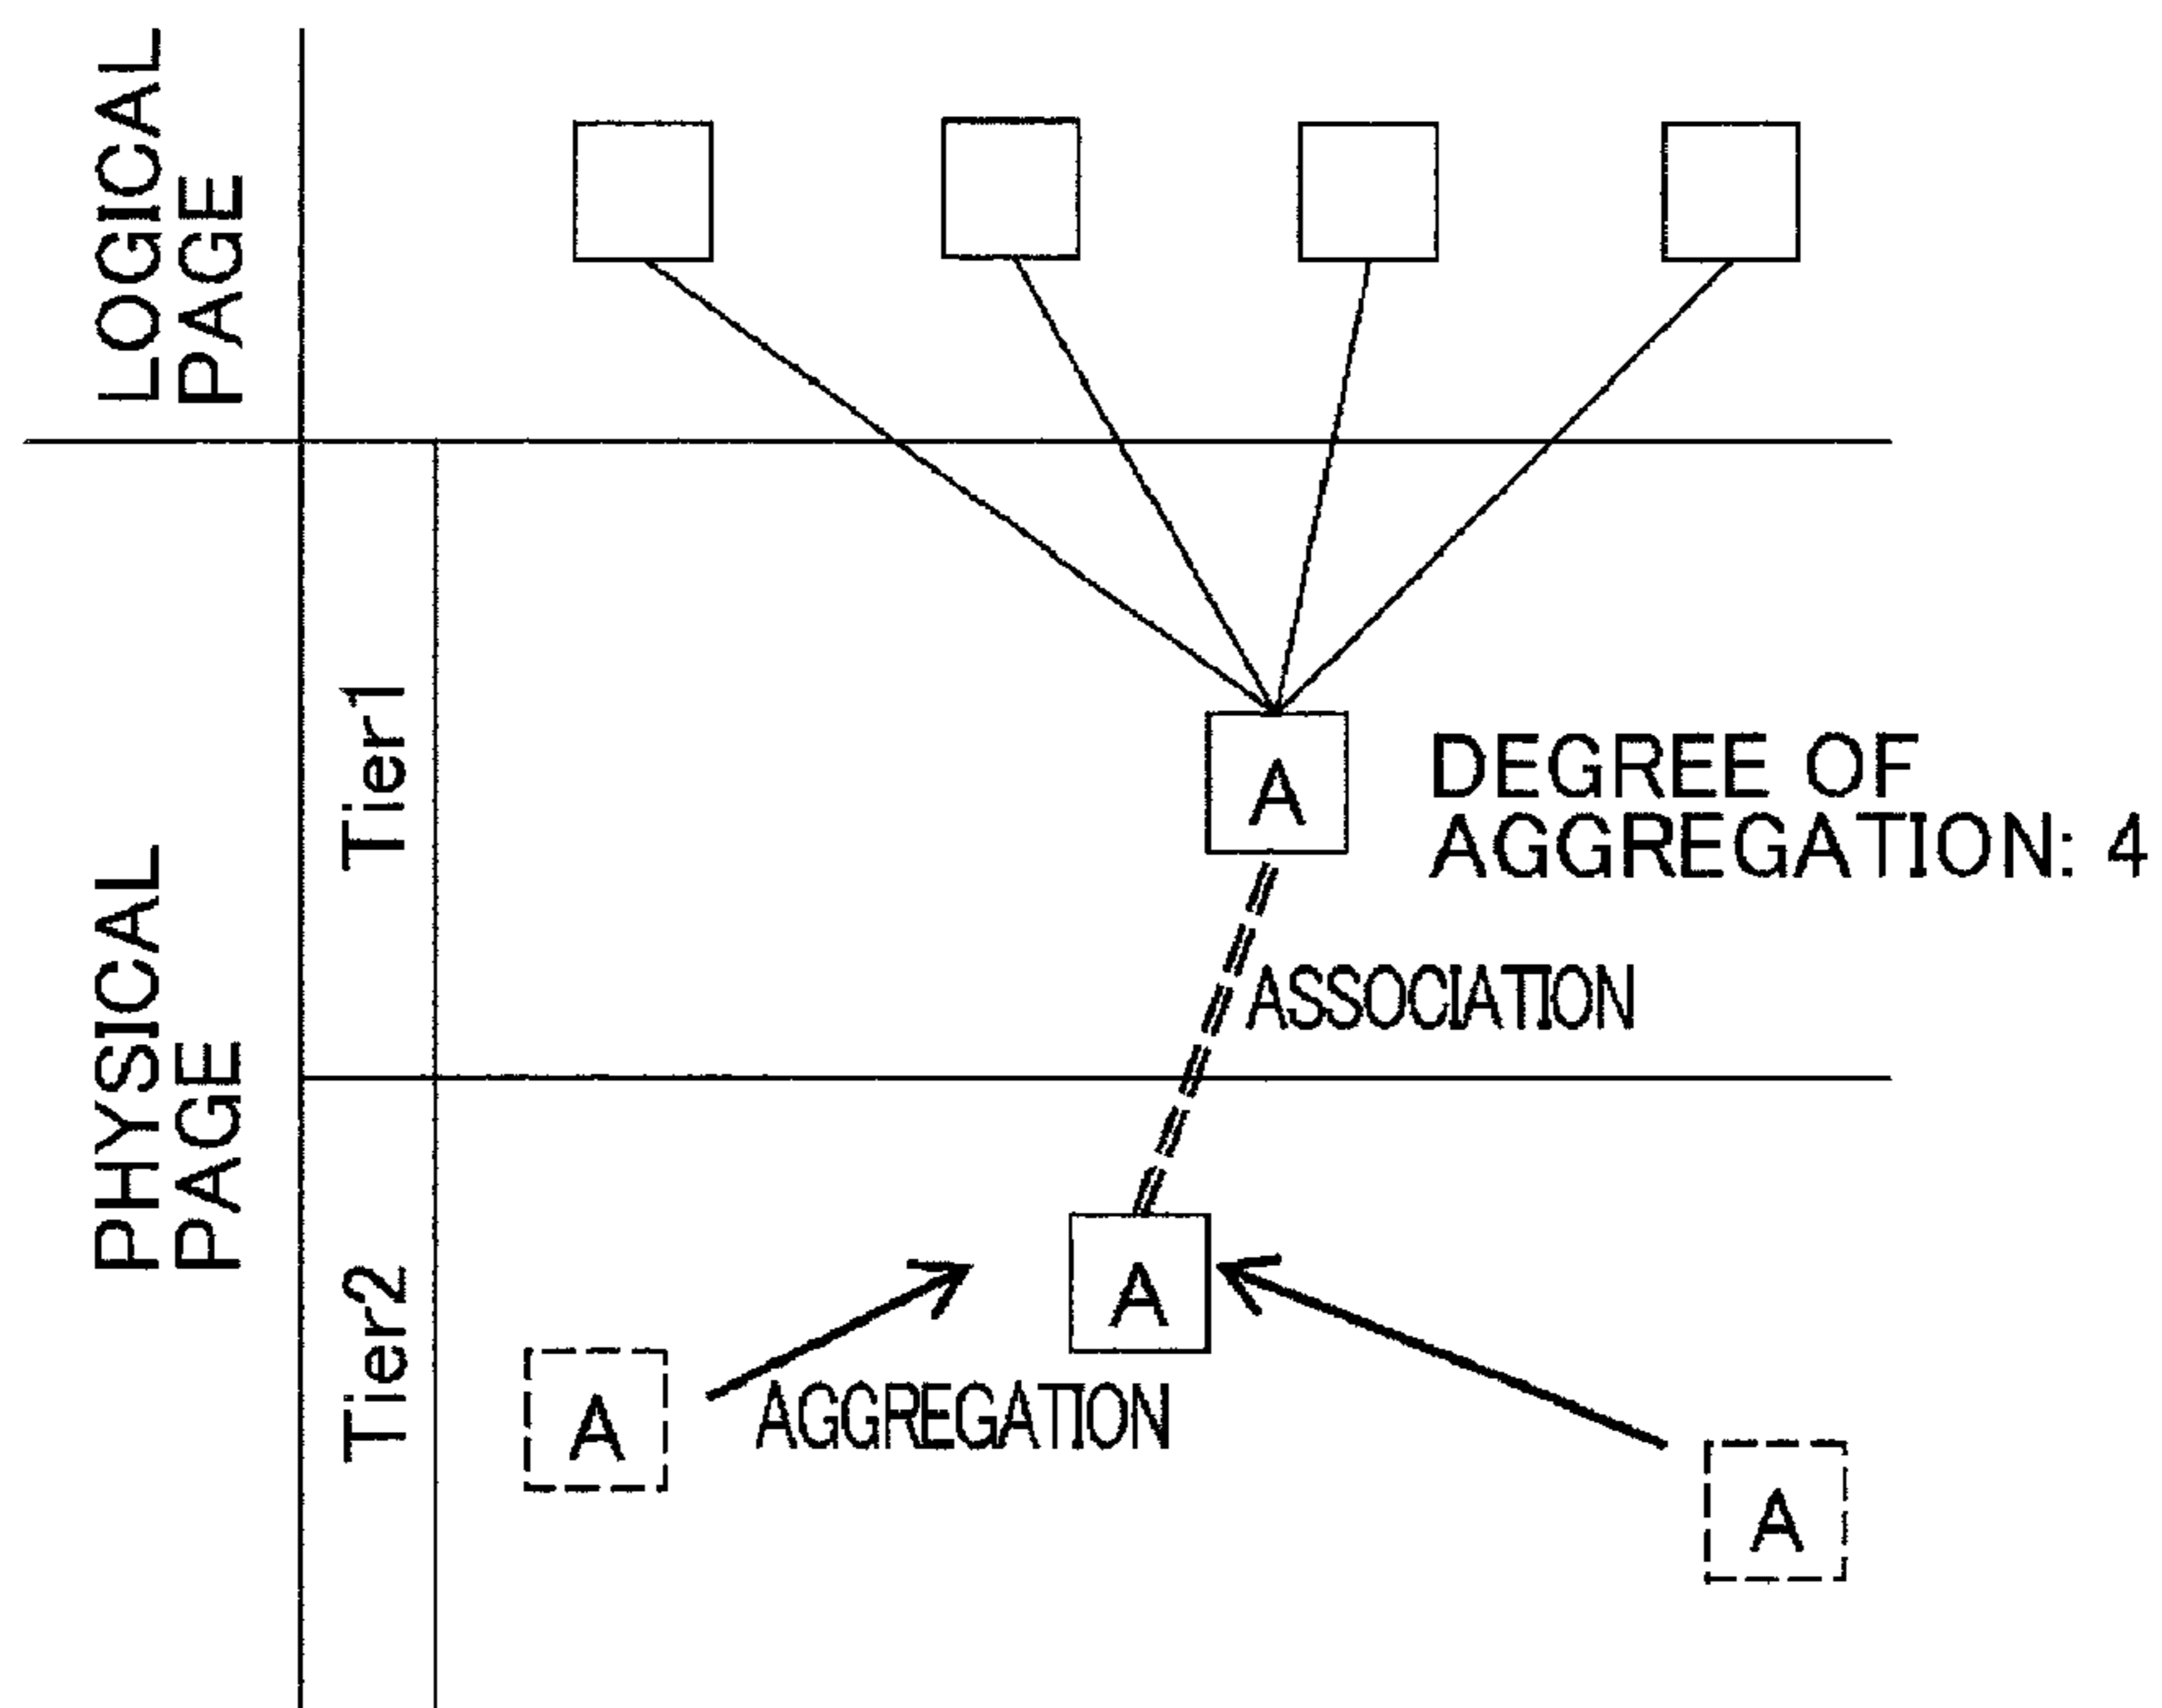 LOGICAL
PAGE
PHYSICAL
PAGE
Tier1
A
DEGREE OF
AGGREGATION: 4
ASSOCIATION
Tier2
A
A
AGGREGATION
A